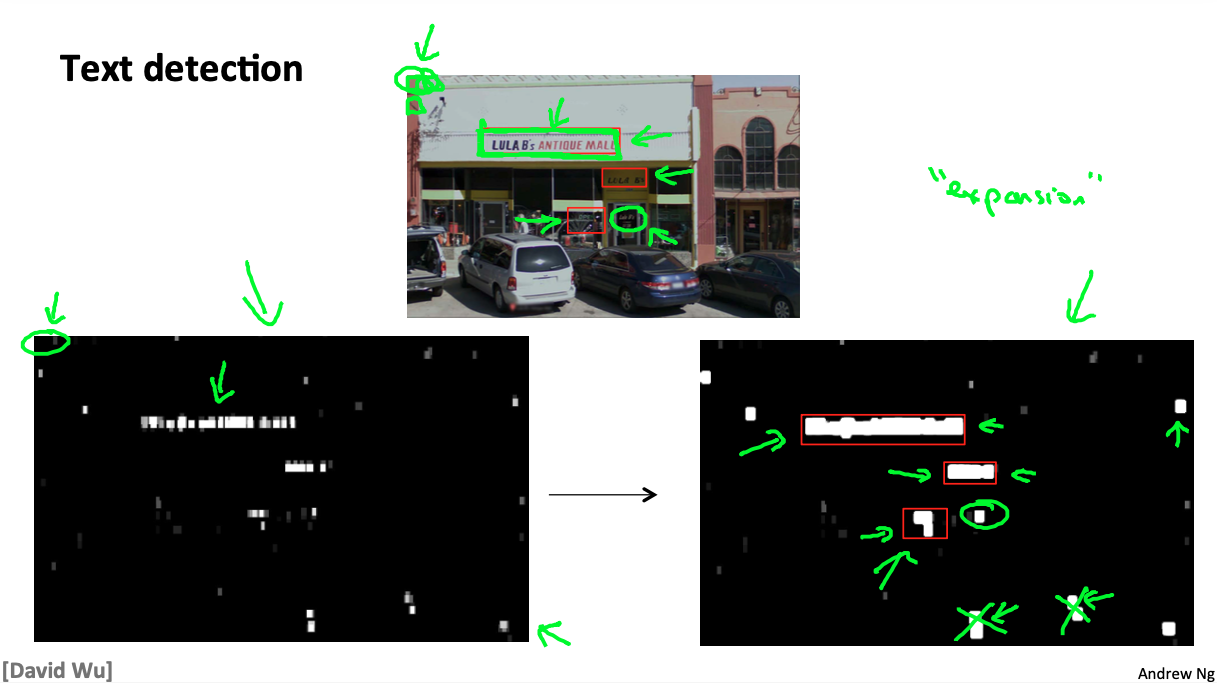 Text detection
LULA B's ANTIQUE MALL
LULA B's
"expansion"
[David Wu]
Andrew Ng